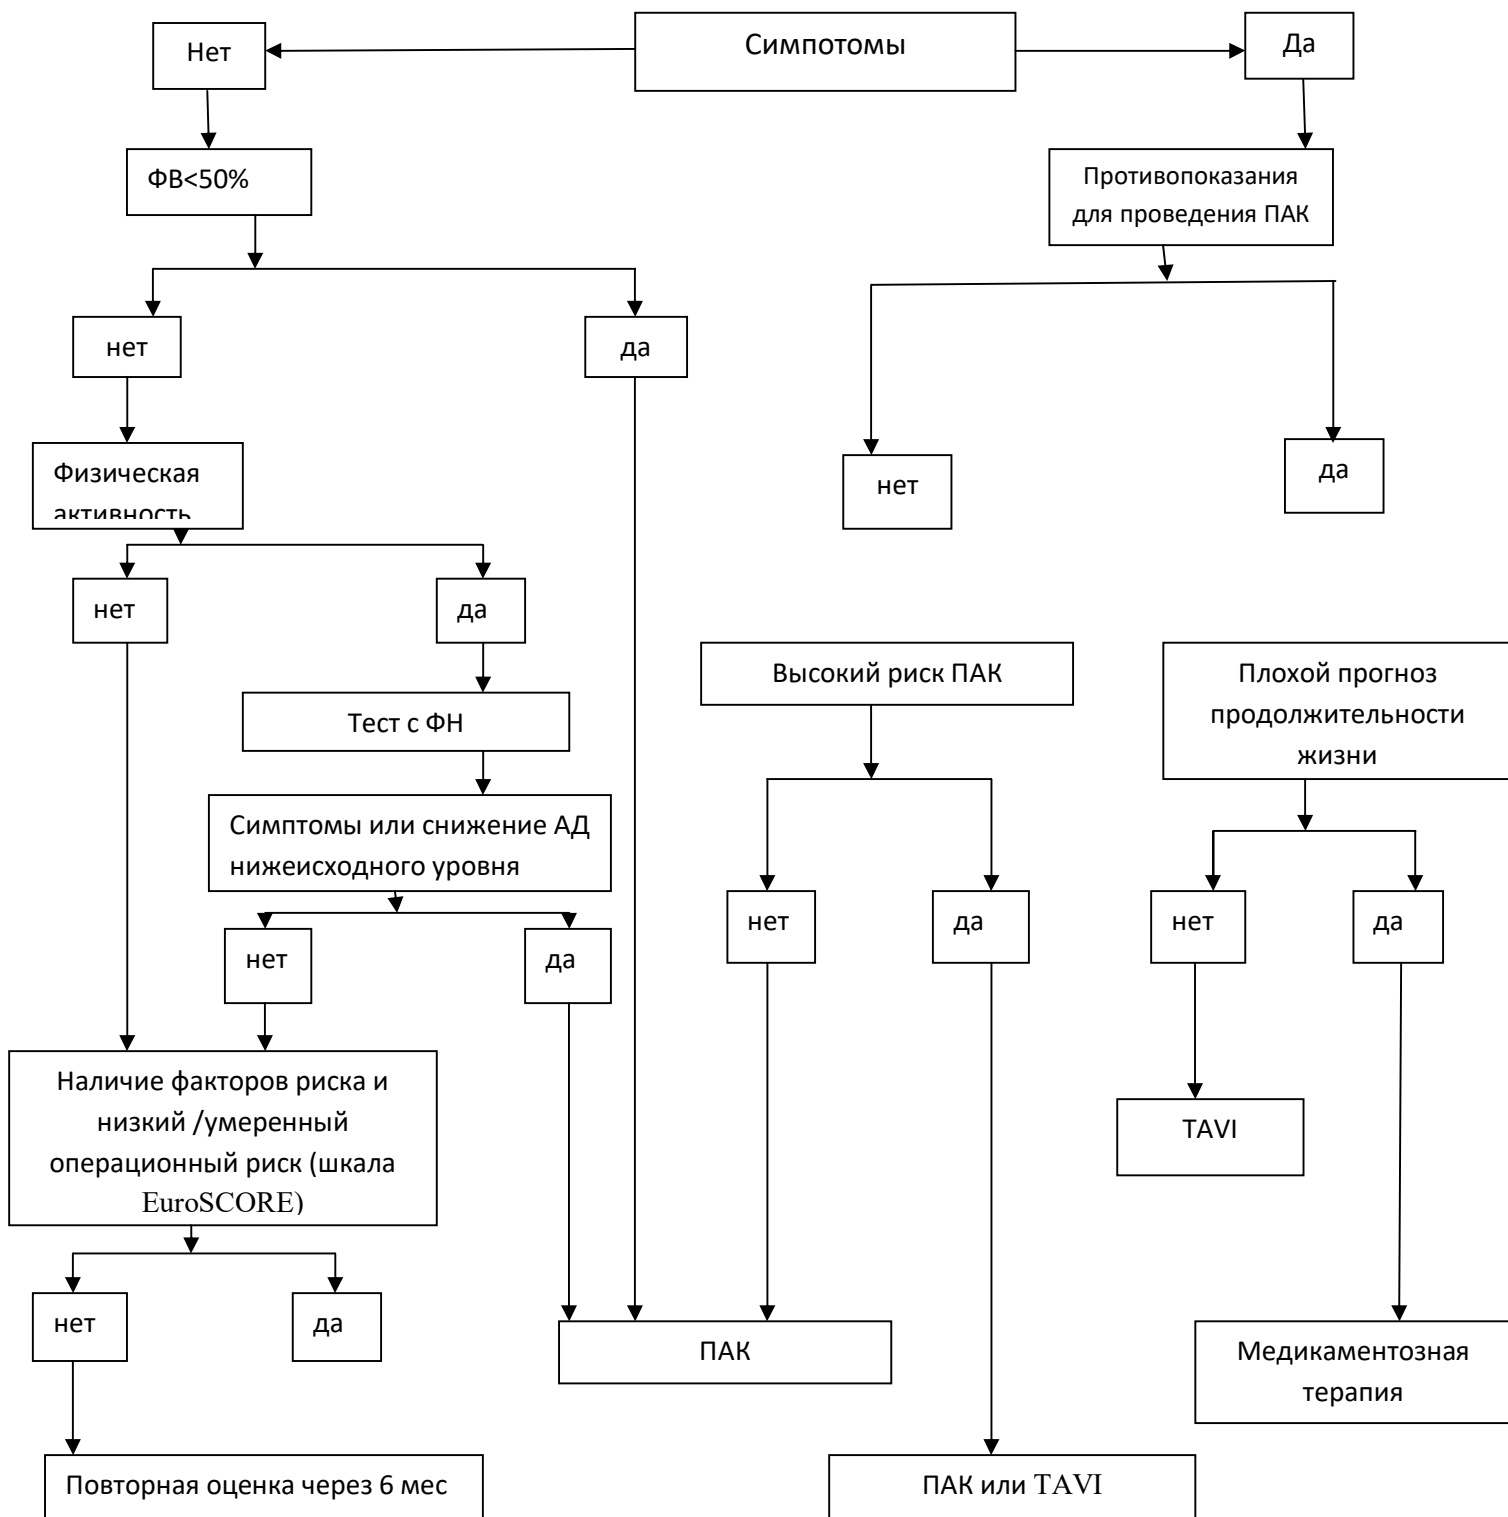 Симпотомы
Нет
Да
ФВ<50%
Противопоказания
для проведения ПАК
нет
да
нет
да
Физическая
активность
нет
да
Тест с ФН
Симптомы или снижение АД
нижеисходного уровня
нет
да
Высокий риск ПАК
Плохой прогноз
продолжительности
жизни
нет
да
нет
да
Наличие факторов риска и
низкий /умеренный
операционный риск (шкала
EuroSCORE)
TAVI
нет
да
ПАК
Медикаментозная
терапия
Повторная оценка через 6 мес
ПАК или TAVI